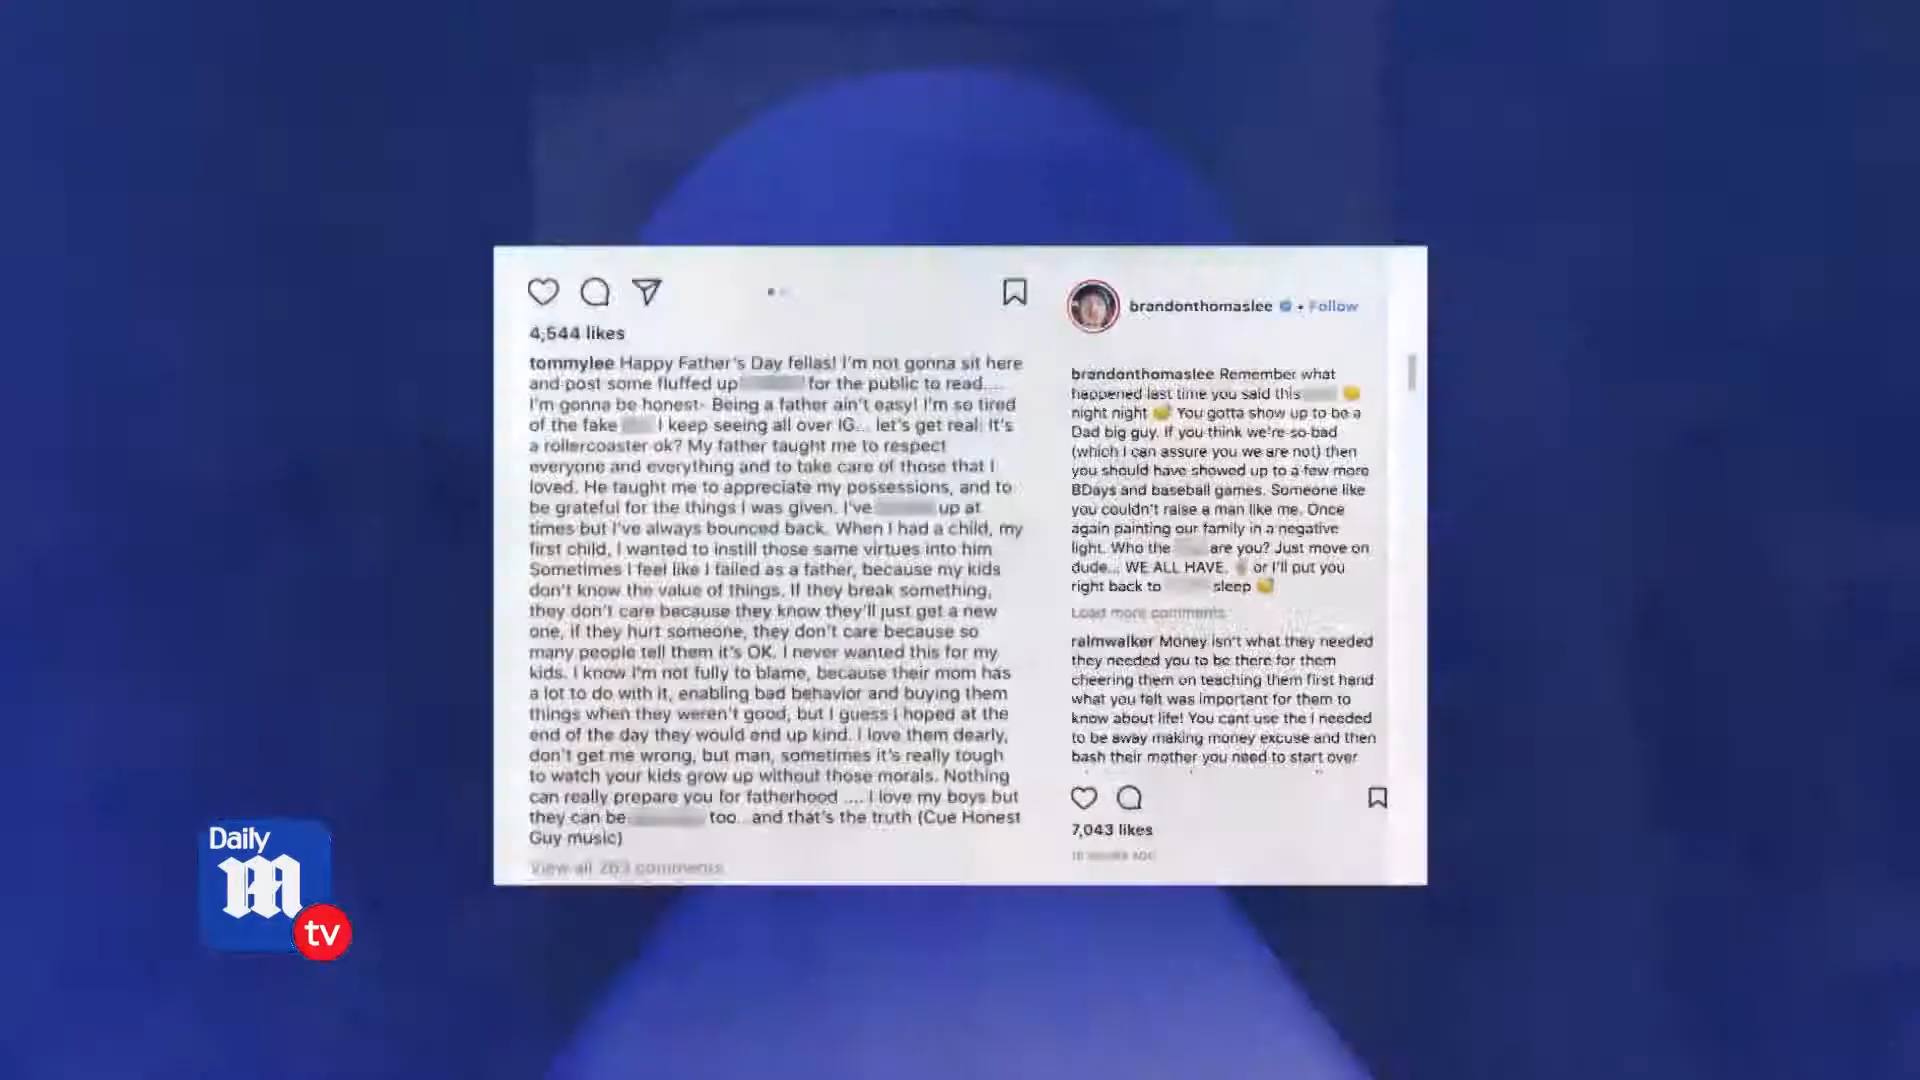 4,544 likes
tommylee Happy Father's Day fellas! I'm not gonna sit here
and post some fluffed up for the public to read....
I'm gonna be honest- Being a father ain't easy! I'm so tired
of the fake I keep seeing all over IG... let's get real. It's
a rollercoaster ok? My father taught me to respect
everyone and everything and to take care of those that I
loved. He taught me to appreciate my possessions, and to
be grateful for the things I was given. I've up at
times but I've always bounced back. When I had a child, my
first child, I wanted to instill those same virtues into him
Sometimes I feel like I failed as a father, because my kids
don't know the value of things. If they break something,
they don't care because they know they'll just get a new
one, if they hurt someone, they don't care because so
many people tell them it's OK. I never wanted this for my
kids. I know I'm not fully to blame, because their mom has
a lot to do with it, enabling bad behavior and buying them
things when they weren't good, but I guess I hoped at the
end of the day they would end up kind. I love them dearly,
don't get me wrong, but man, sometimes it's really tough
to watch your kids grow up without those morals. Nothing
can really prepare you for fatherhood .... I love my boys but
they can be too...and that's the truth (Cue Honest
Guy music)
View all 263 comments
brandonthomaslee • Follow
brandonthomaslee Remember what
happened last time you said this
night night You gotta show up to be a
Dad big guy. If you think we're so bad
(which I can assure you we are not) then
you should have showed up to a few more
BDays and baseball games. Someone like
you couldn't raise a man like me. Once
again painting our family in a negative
light. Who the are you? Just move on
dude... WE ALL HAVE. or I'll put you
right back to sleep
Load more comments
ralmwalker Money isn't what they needed
they needed you to be there for them
cheering them on teaching them first hand
what you felt was important for them to
know about life! You cant use the I needed
to be away making money excuse and then
bash their mother you need to start over
7,043 likes
HOURS AGO
Daily
M
tv